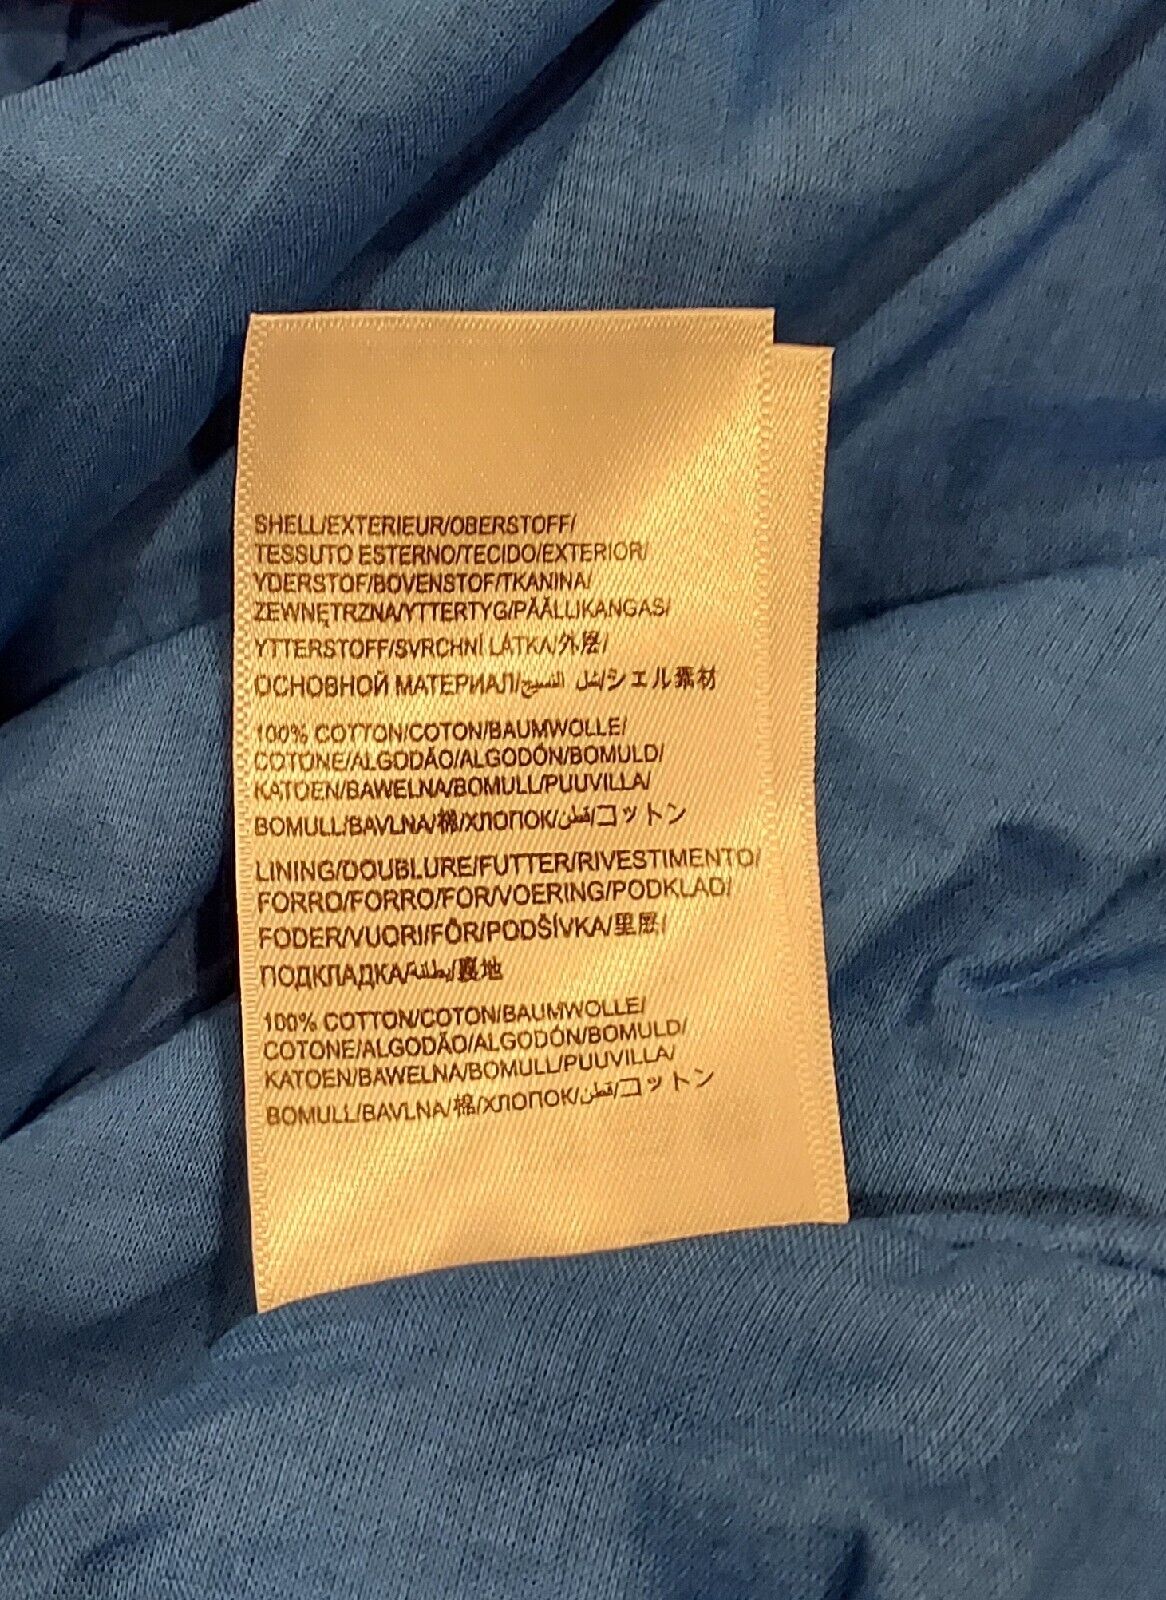 SHELL/EXTERIEUR/OBERSTOFF/
TESSUTO ESTERNO/TECIDO/EXTERIOR/
YDERSTOF/BOVENSTOF/TKANINA/
ZEWNĘTRZNA/YTTERTYG/PÄÄLLIKANGAS/
YTTERSTOFF/SVRCHNÍ LÁTKA/外层/
ОСНОВНОЙ МАТЕРИАЛ/شل النسيج/シェル素材
100% COTTON/COTON/BAUMWOLLE/
COTONE/ALGODÃO/ALGODÓN/BOMULD/
KATOEN/BAWELNA/BOMULL/PUUVILLA/
BOMULL/BAVLNA/棉/ХЛОПОК/قطن/コットン
LINING/DOUBLURE/FUTTER/RIVESTIMENTO/
FORRO/FORRO/FOR/VOERING/PODKLAD/
FODER/VUORI/FÔR/PODŠÍVKA/里层/
ПОДКЛАДКА/بطانة/裏地
100% COTTON/COTON/BAUMWOLLE/
COTONE/ALGODÃO/ALGODÓN/BOMULD/
KATOEN/BAWELNA/BOMULL/PUUVILLA/
BOMULL/BAVLNA/棉/ХЛОПОК/قطن/コットン